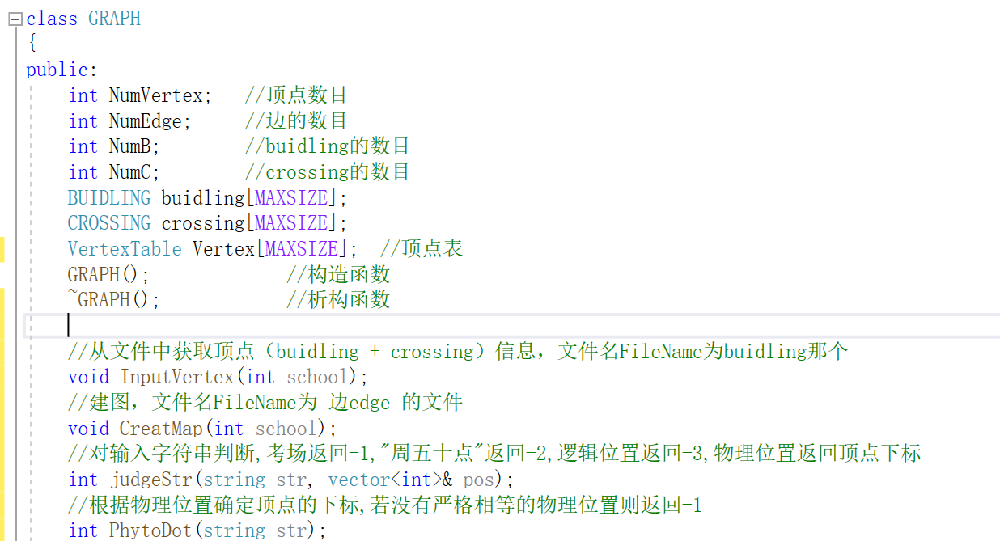 class GRAPH
{
public:
int NumVertex; //顶点数目
int NumEdge; //边的数目
int NumB; //buidling的数目
int NumC; //crossing的数目
BUIDLING buidling[MAXSIZE];
CROSSING crossing[MAXSIZE];
VertexTable Vertex[MAXSIZE]; //顶点表
GRAPH(); //构造函数
~GRAPH(); //析构函数
//从文件中获取顶点（buidling + crossing）信息，文件名FileName为buidling那个
void InputVertex(int school);
//建图，文件名FileName为 边edge 的文件
void CreatMap(int school);
//对输入字符串判断,考场返回-1,"周五十点"返回-2,逻辑位置返回-3,物理位置返回顶点下标
int judgeStr(string str, vector<int>& pos);
//根据物理位置确定顶点的下标,若没有严格相等的物理位置则返回-1
int PhytoDot(string str);